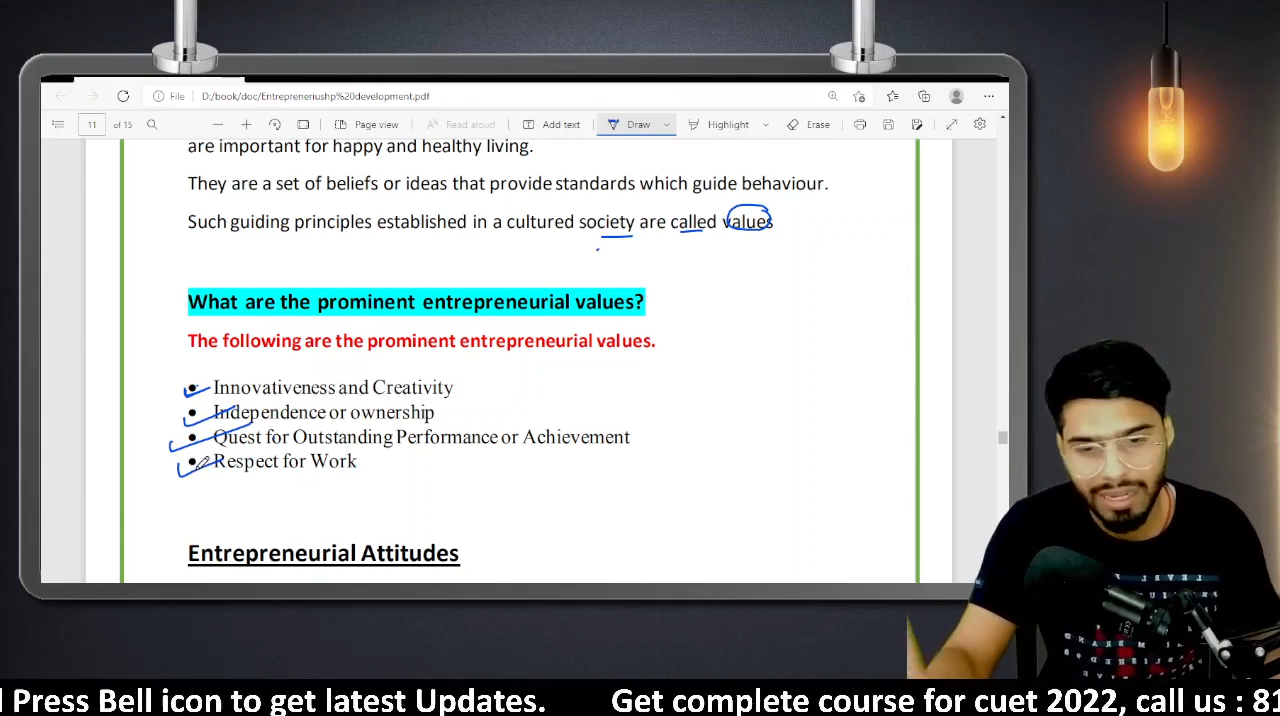 File D:/book/doc/Entrepreneriushp%20development.pdf
11 of 15 Page view Read aloud Add text Draw Highlight Erase
are important for happy and healthy living.
They are a set of beliefs or ideas that provide standards which guide behaviour.
Such guiding principles established in a cultured society are called values
What are the prominent entrepreneurial values?
The following are the prominent entrepreneurial values.
• Innovativeness and Creativity
• Independence or ownership
• Quest for Outstanding Performance or Achievement
• Respect for Work
Entrepreneurial Attitudes
Press Bell icon to get latest Updates. Get complete course for cuet 2022, call us : 81